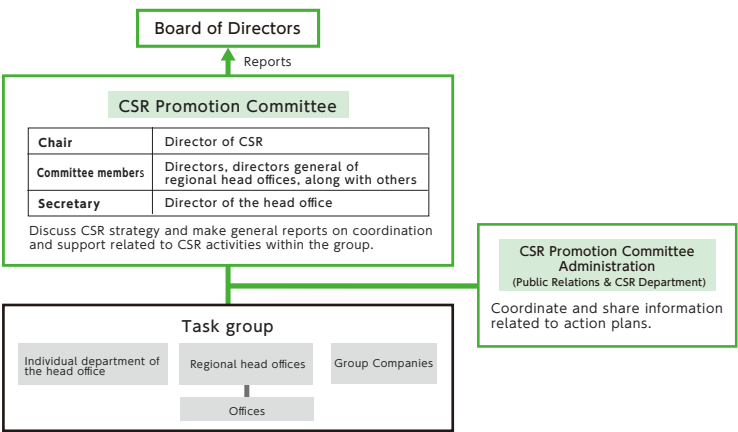 Board of Directors
Reports
CSR Promotion Committee
Chair
Director of CSR
Committee members
Directors, directors general of
regional head offices, along with others
Secretary
Director of the head office
Discuss CSR strategy and make general reports on coordination
and support related to CSR activities within the group.
CSR Promotion Committee
Administration
(Public Relations & CSR Department)
Coordinate and share information
related to action plans.
Task group
Individual department of
the head office
Regional head offices
Group Companies
Offices